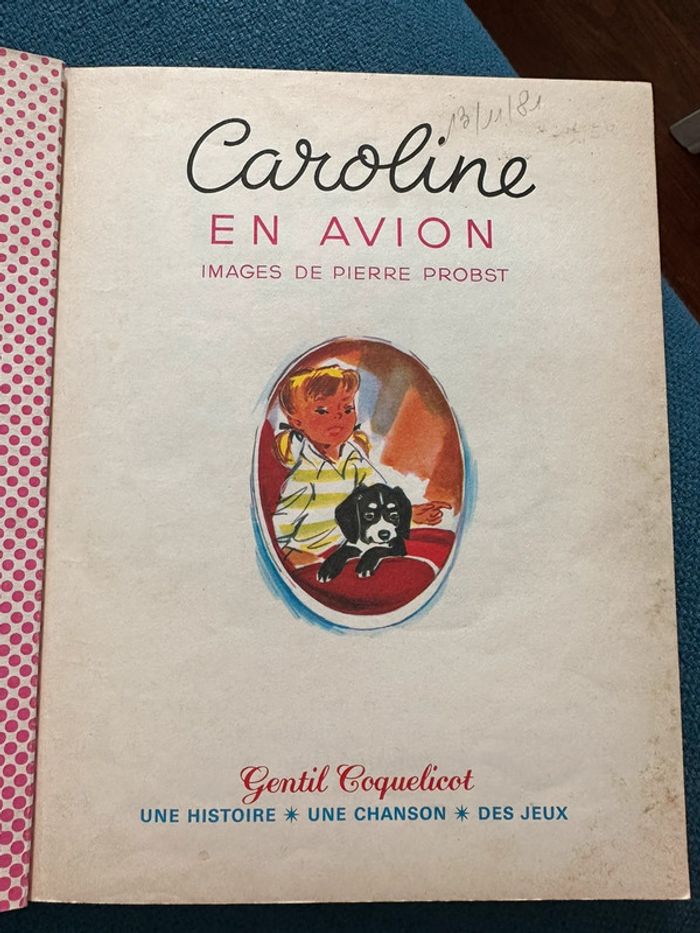 13/11/81
Caroline
EN AVION
IMAGES DE PIERRE PROBST
Gentil Coquelicot
UNE HISTOIRE * UNE CHANSON * DES JEUX